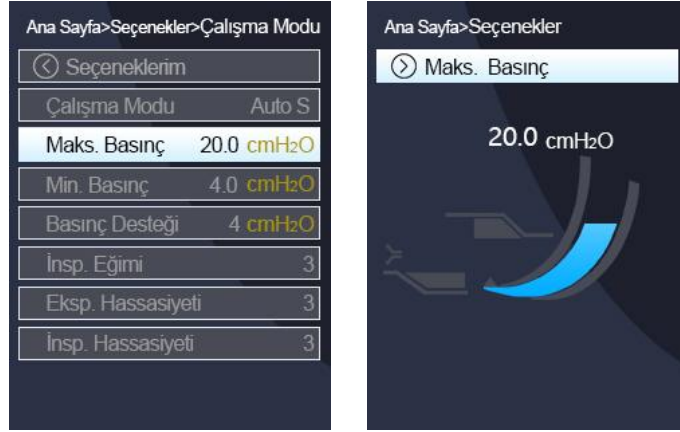 Ana Sayfa>Seçenekler>Çalışma Modu
Seçeneklerim
Çalışma Modu Auto S
Maks. Basınç 20.0 cmH2O
Min. Basınç 4.0 cmH2O
Basınç Desteği 4 cmH2O
İnsp. Eğimi 3
Eksp. Hassasiyeti 3
İnsp. Hassasiyeti 3
Ana Sayfa>Seçenekler
Maks. Basınç
20.0 cmH2O